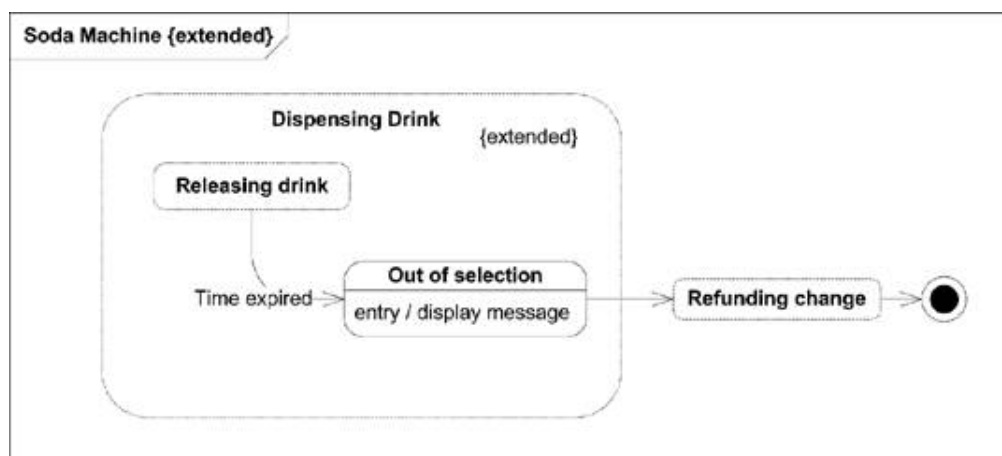 Soda Machine {extended}
Dispensing Drink
{extended}
Releasing drink
Out of selection
Time expired
entry / display message
Refunding change